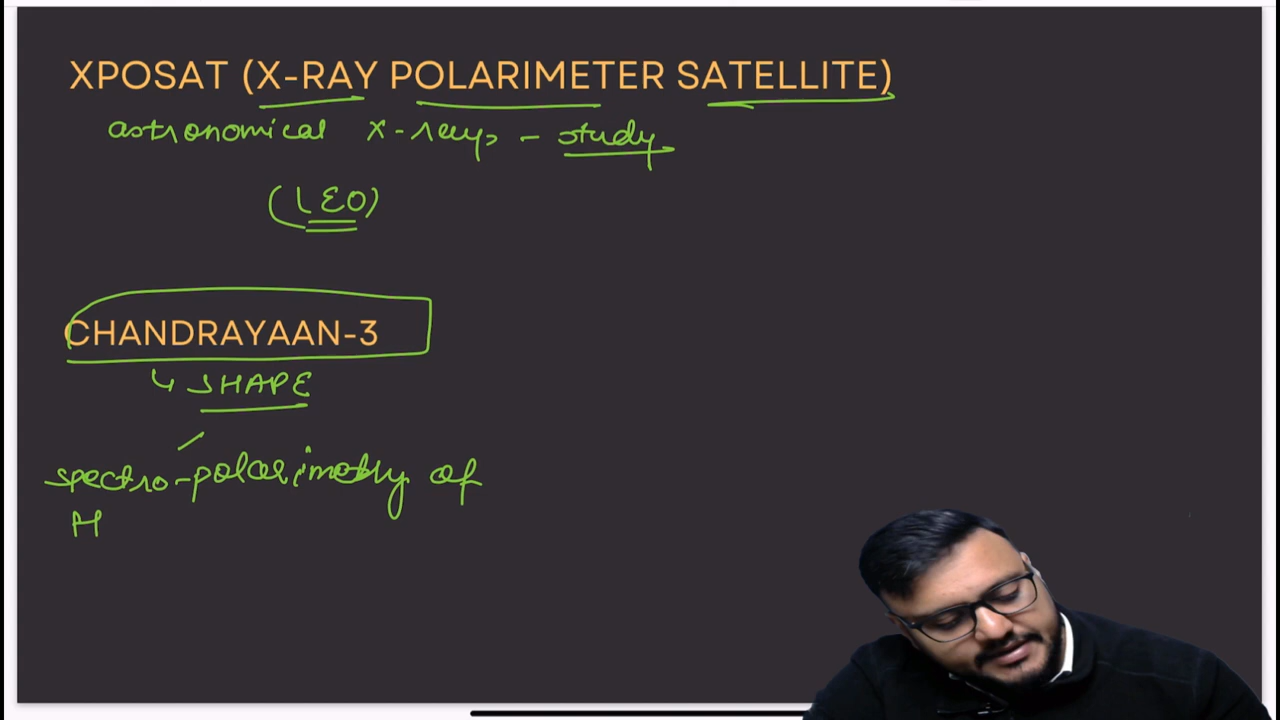 XPOSAT (X-RAY POLARIMETER SATELLITE)
astronomical x-rays - study
(LEO)
CHANDRAYAAN-3
↳ SHAPE
spectro-polarimetry of
H